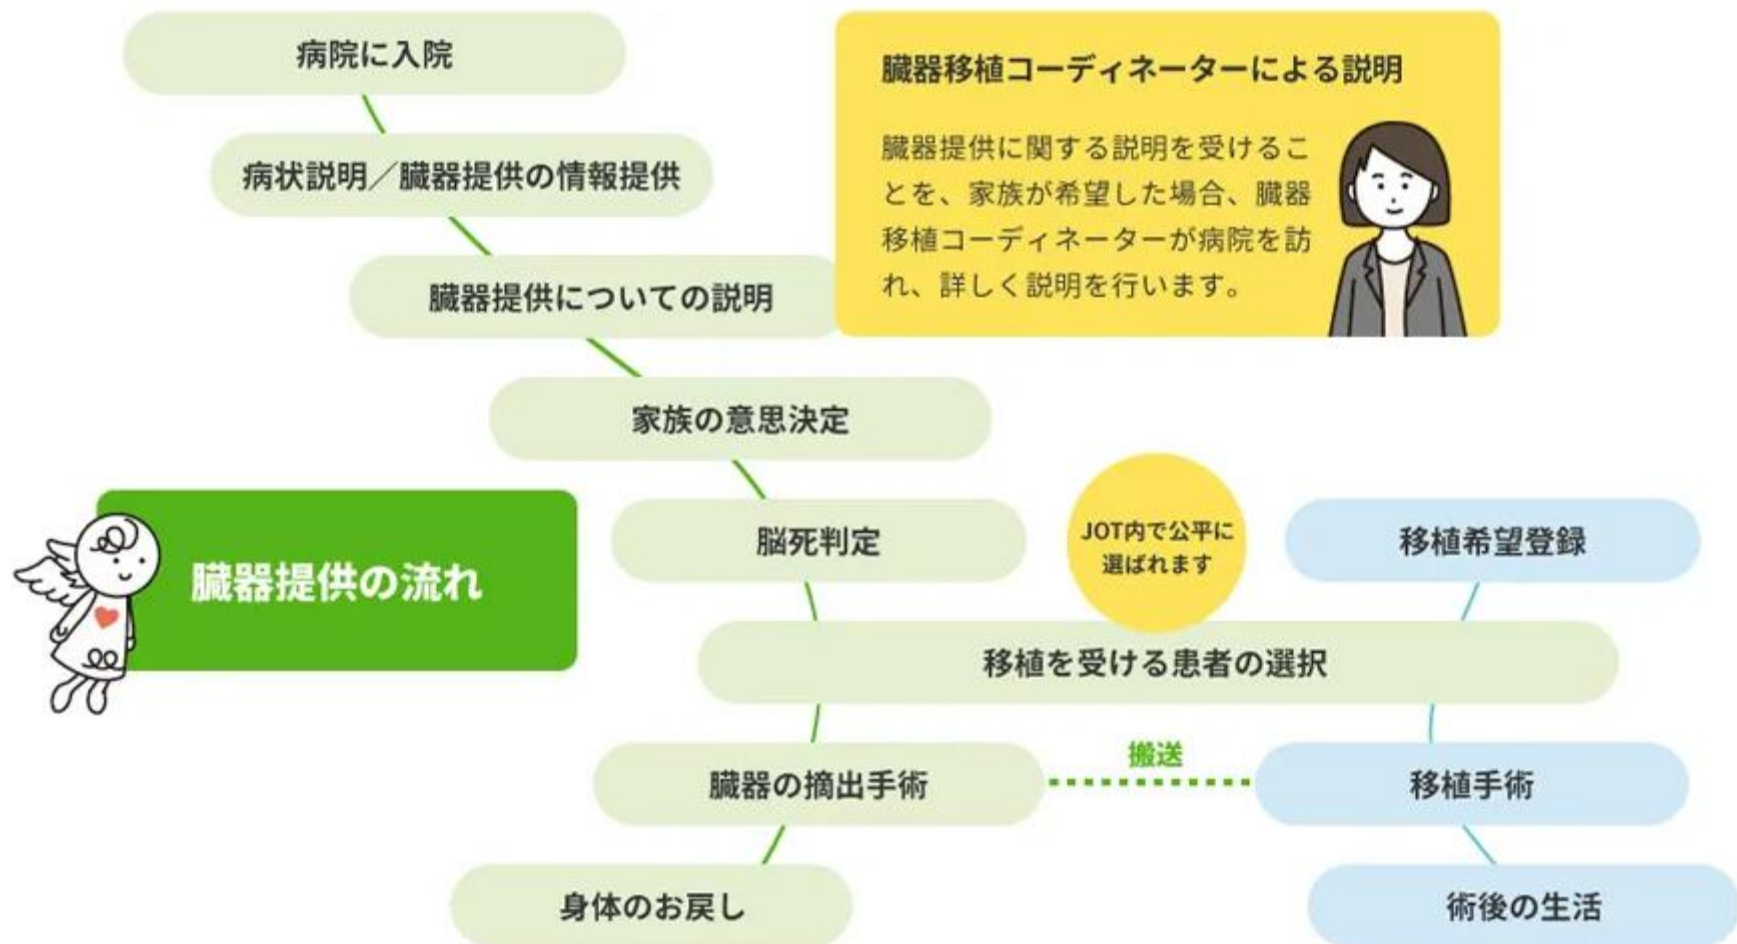 病院に入院
病状説明／臓器提供の情報提供
臓器提供についての説明
臓器移植コーディネーターによる説明
臓器提供に関する説明を受けるこ
とを、家族が希望した場合、臓器
移植コーディネーターが病院を訪
れ、詳しく説明を行います。
家族の意思決定
臓器提供の流れ
脳死判定
JOT内で公平に
選ばれます
移植希望登録
移植を受ける患者の選択
臓器の摘出手術
搬送
移植手術
身体のお戻し
術後の生活